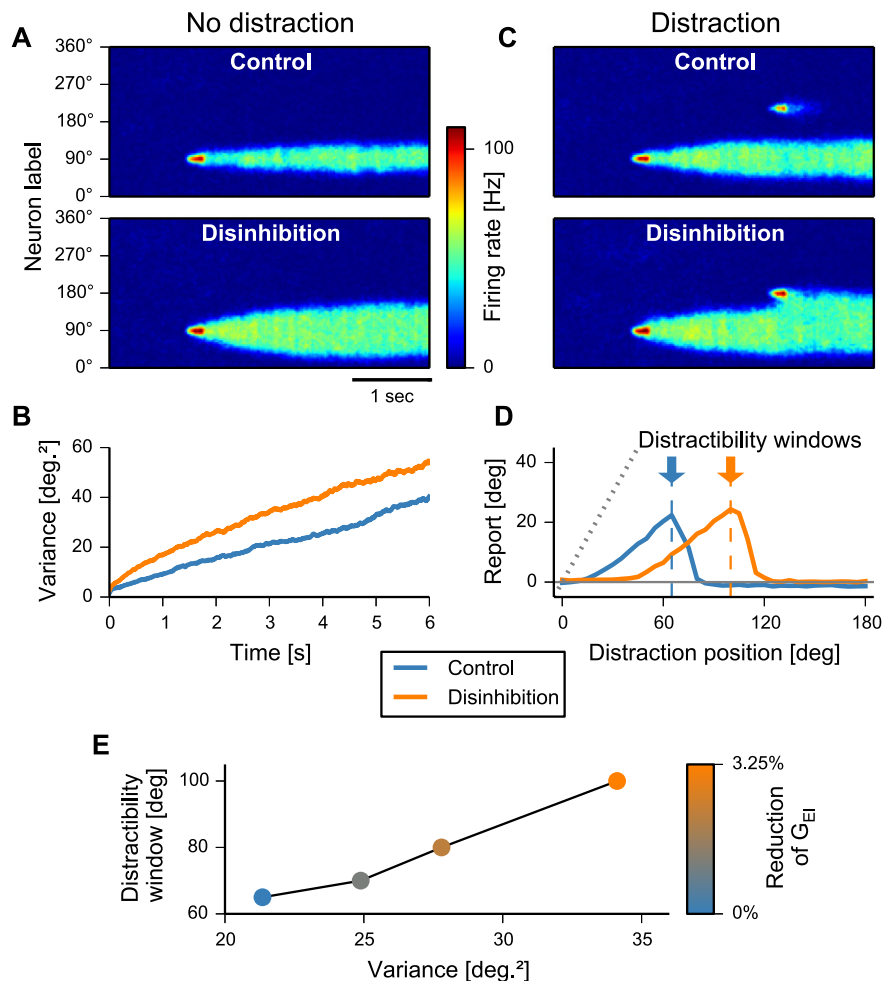 No distraction
Distraction
A
C
360°
270°
180°
90°
0°
Control
Control
Neuron label
360°
270°
180°
90°
0°
Disinhibition
Disinhibition
100
0
Firing rate [Hz]
1 sec
B
Variance [deg.²]
60
40
20
0
0 1 2 3 4 5 6
Time [s]
D
Distractibility windows
Report [deg]
40
20
0
0 60 120 180
Distraction position [deg]
Control
Disinhibition
E
Distractibility
window [deg]
100
80
60
20 25 30 35
Variance [deg.²]
3.25%
0%
Reduction
of G_EI